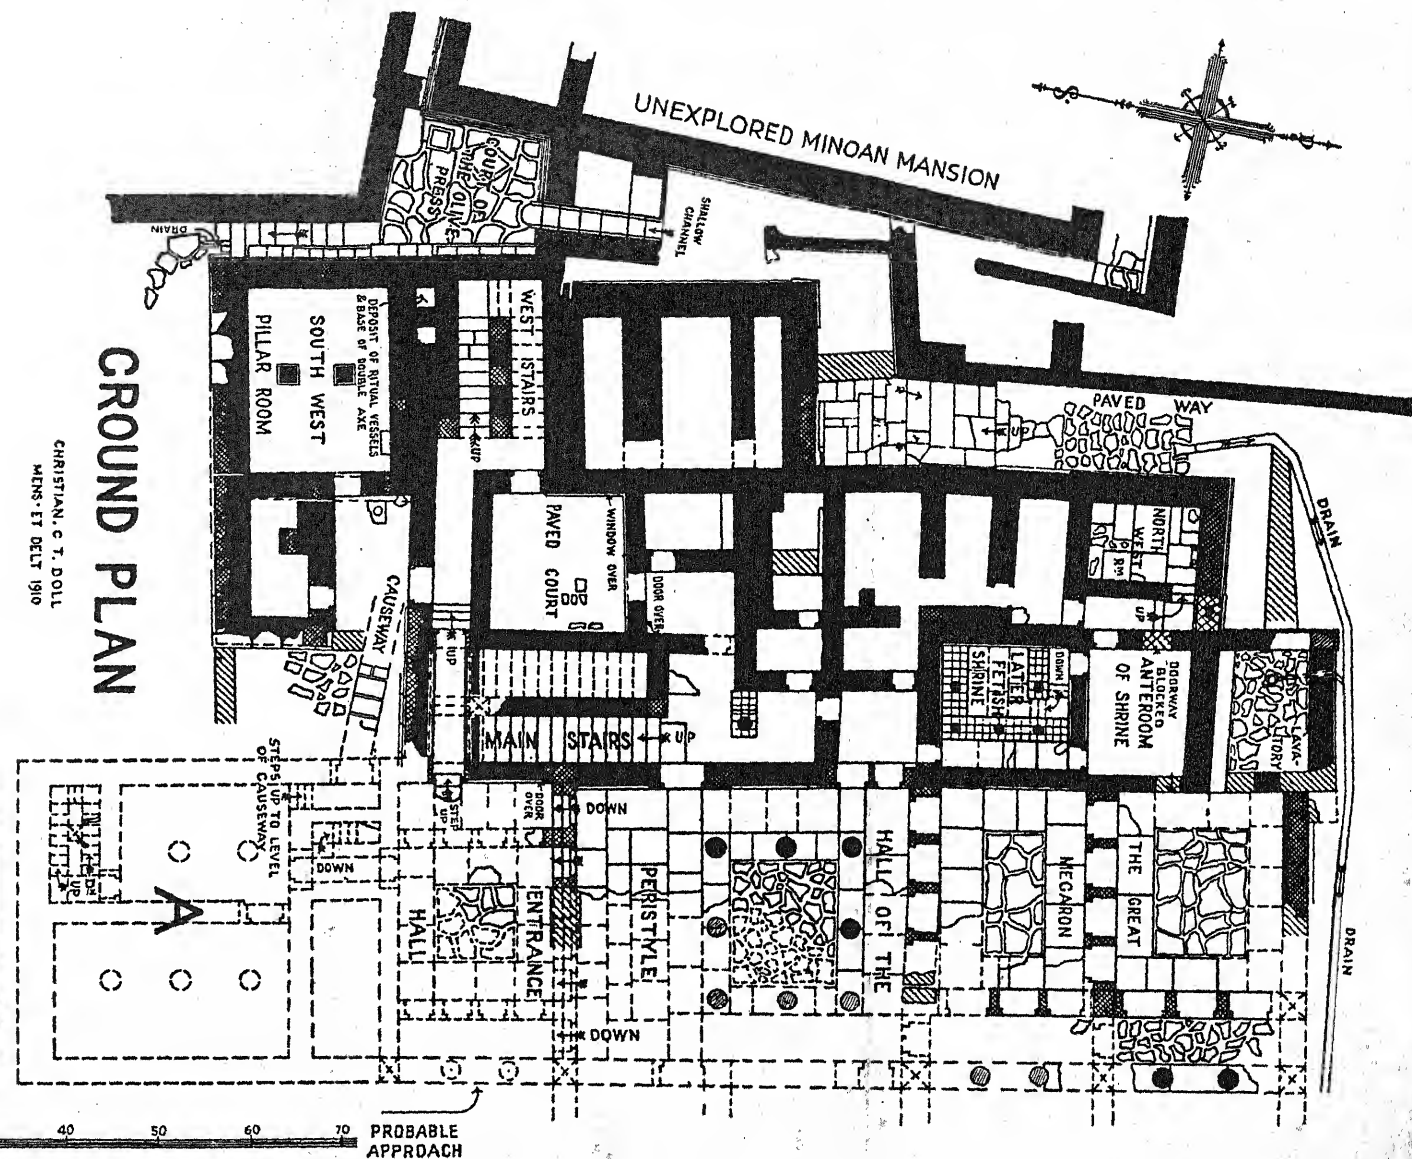 UNEXPLORED MINOAN MANSION
S.
COURT OF
THE OLIVE
PRESS
SHALLOW
CHANNEL
DRAIN
WEST STAIRS
UP
DEPOSIT OF RITUAL VESSELS
& BASE OF DOUBLE AXE
SOUTH WEST
PILLAR ROOM
PAVED WAY
UP
DRAIN
GROUND PLAN
CHRISTIAN. C. T. DOLL
MENS. ET DELT 1910
WINDOW OVER
PAVED
COURT
DOOR OVER
NORTH
WEST
RM
UP
CAUSEWAY
UP
LATER
FETISH
SHRINE
DOWN
DOORWAY
BLOCKED
ANTEROOM
OF SHRINE
LAVA-
TORY
MAIN STAIRS
UP
STEPS UP TO LEVEL
OF CAUSEWAY
STEP
UP
DOOR
OVER
DOWN
DOWN
UP
A
HALL
ENTRANCE
PERISTYLE
HALL OF THE
MEGARON
THE GREAT
DOWN
DRAIN
40 50 60 70
PROBABLE
APPROACH